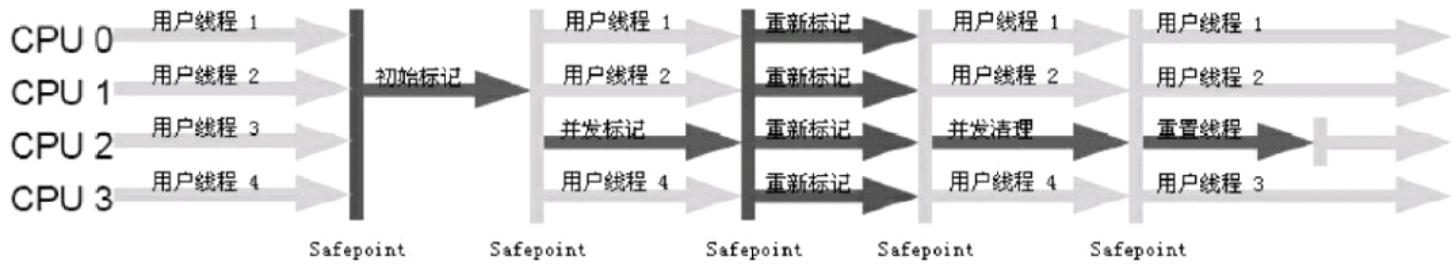 CPU 0 用户线程 1 用户线程 1 重新标记 用户线程 1 用户线程 1
CPU 1 用户线程 2 初始标记 用户线程 2 重新标记 用户线程 2 用户线程 2
CPU 2 用户线程 3 并发标记 重新标记 并发清理 重置线程
CPU 3 用户线程 4 用户线程 4 重新标记 用户线程 4 用户线程 3
Safepoint Safepoint Safepoint Safepoint Safepoint